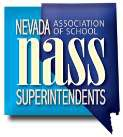 NEVADA ASSOCIATION
OF SCHOOL
nass
SUPERINTENDENTS